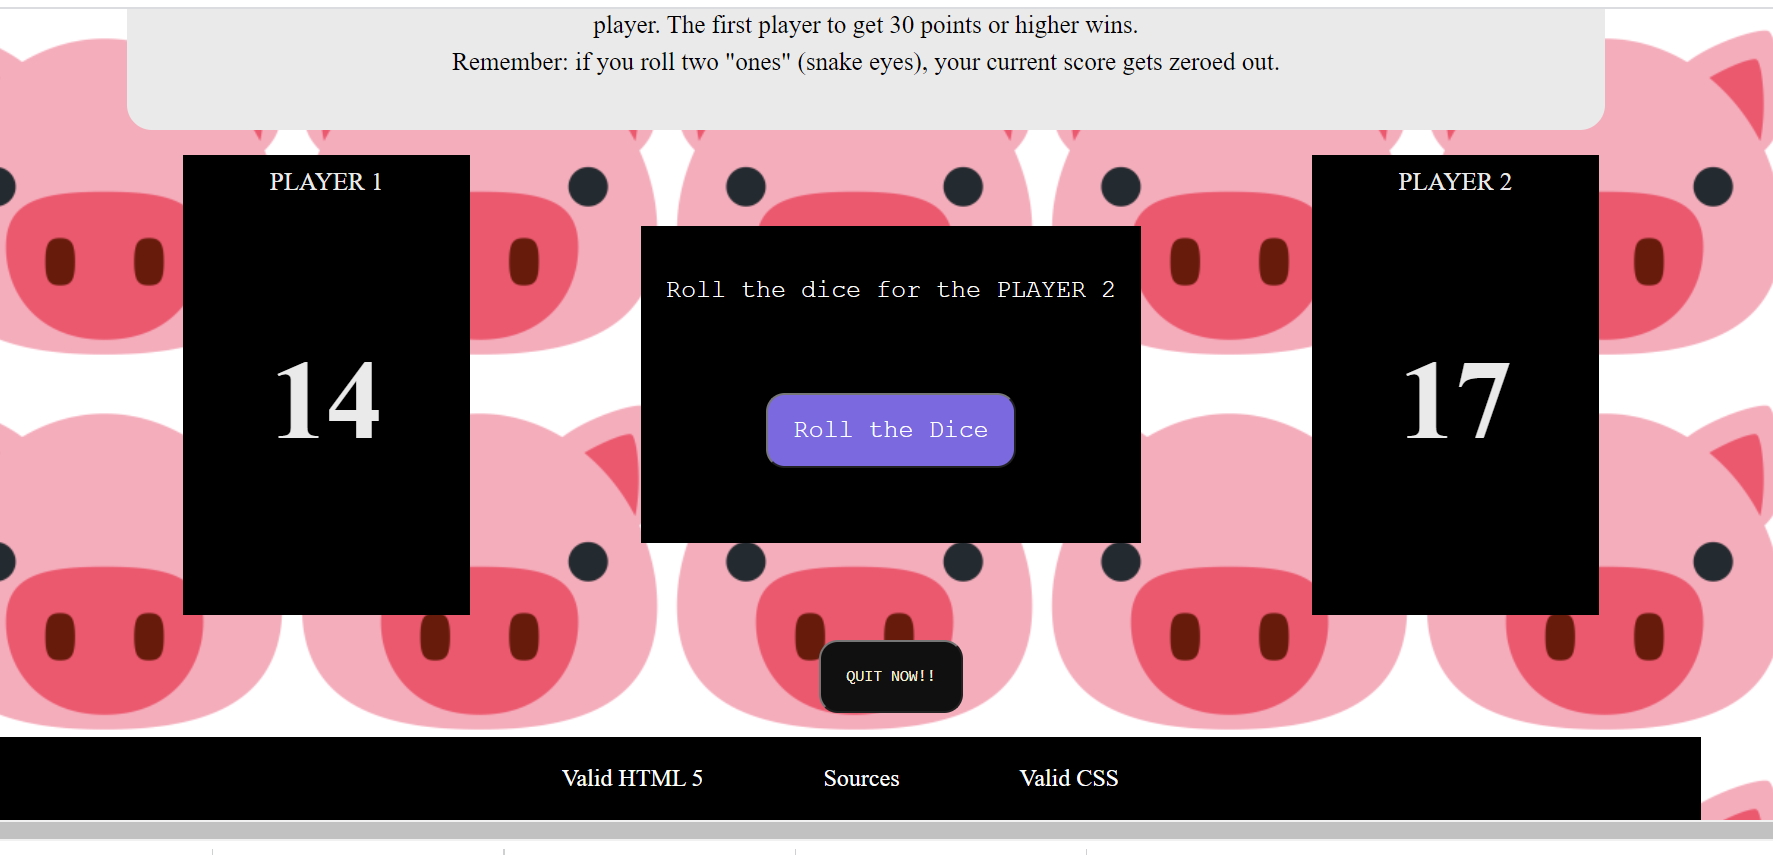 player. The first player to get 30 points or higher wins.
Remember: if you roll two "ones" (snake eyes), your current score gets zeroed out.
PLAYER 1
14
Roll the dice for the PLAYER 2
Roll the Dice
PLAYER 2
17
QUIT NOW!!
Valid HTML 5
Sources
Valid CSS